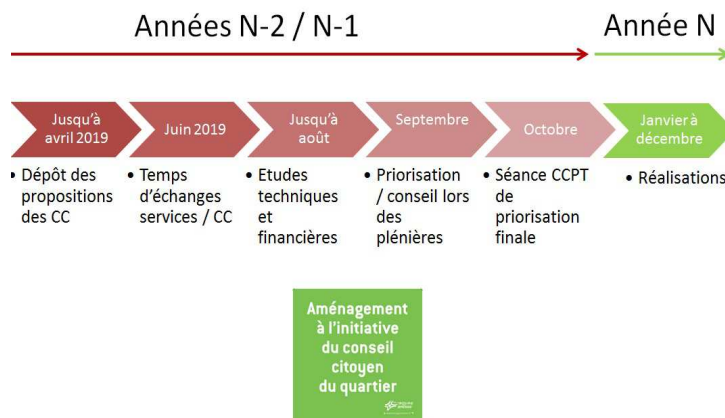 Années N-2 / N-1
Année N
Jusqu'à
avril 2019
Juin 2019
Jusqu'à
août
Septembre
Octobre
Janvier à
décembre
• Dépôt des
propositions
des CC
• Temps
d'échanges
services / CC
• Etudes
techniques
et
financières
• Priorisation
/ conseil lors
des
plénières
• Séance CCPT
de
priorisation
finale
• Réalisations
Aménagement
à l'initiative
du conseil
citoyen
du quartier